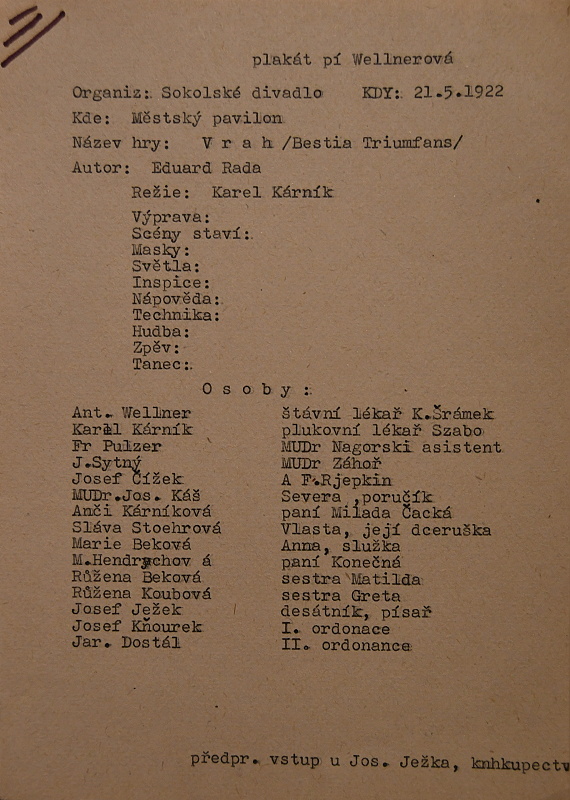 plakát pí Wellnerová
Organiz: Sokolské divadlo KDY: 21.5.1922
Kde: Městský pavilon
Název hry: V r a h /Bestia Triumfans/
Autor: Eduard Rada
Režie: Karel Kárník
Výprava:
Scény staví:
Masky:
Světla:
Inspice:
Nápověda:
Technika:
Hudba:
Zpěv:
Tanec:
O s o b y :
Ant. Wellner štávní lékař K.Šrámek
Karel Kárník plukovní lékař Szabo
Fr Pulzer MUDr Nagorski asistent
J.Sytný MUDr Záhoř
Josef Čížek A F.Rjepkin
MUDr.Jos. Káš Severa ,poručík
Anči Kárníková paní Milada Čacká
Sláva Stoehrová Vlasta, její dceruška
Marie Beková Anna, služka
M.Hendrychov á paní Konečná
Růžena Beková sestra Matilda
Růžena Koubová sestra Greta
Josef Ježek desátník, písař
Josef Kňourek I. ordonace
Jar. Dostál II. ordonance
předpr. vstup u Jos. Ježka, knhkupectv